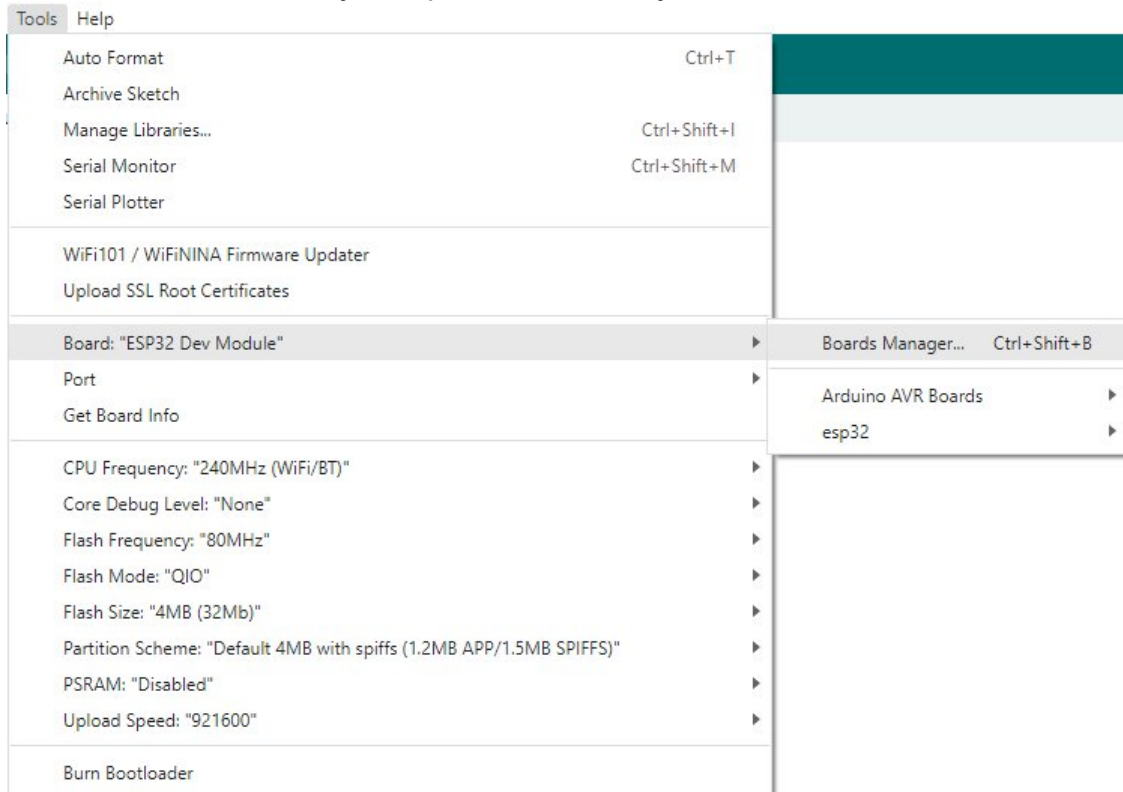 Tools Help
Auto Format Ctrl+T
Archive Sketch
Manage Libraries... Ctrl+Shift+I
Serial Monitor Ctrl+Shift+M
Serial Plotter
WiFi101 / WiFiNINA Firmware Updater
Upload SSL Root Certificates
Board: "ESP32 Dev Module"
Boards Manager... Ctrl+Shift+B
Arduino AVR Boards
esp32
Port
Get Board Info
CPU Frequency: "240MHz (WiFi/BT)"
Core Debug Level: "None"
Flash Frequency: "80MHz"
Flash Mode: "QIO"
Flash Size: "4MB (32Mb)"
Partition Scheme: "Default 4MB with spiffs (1.2MB APP/1.5MB SPIFFS)"
PSRAM: "Disabled"
Upload Speed: "921600"
Burn Bootloader